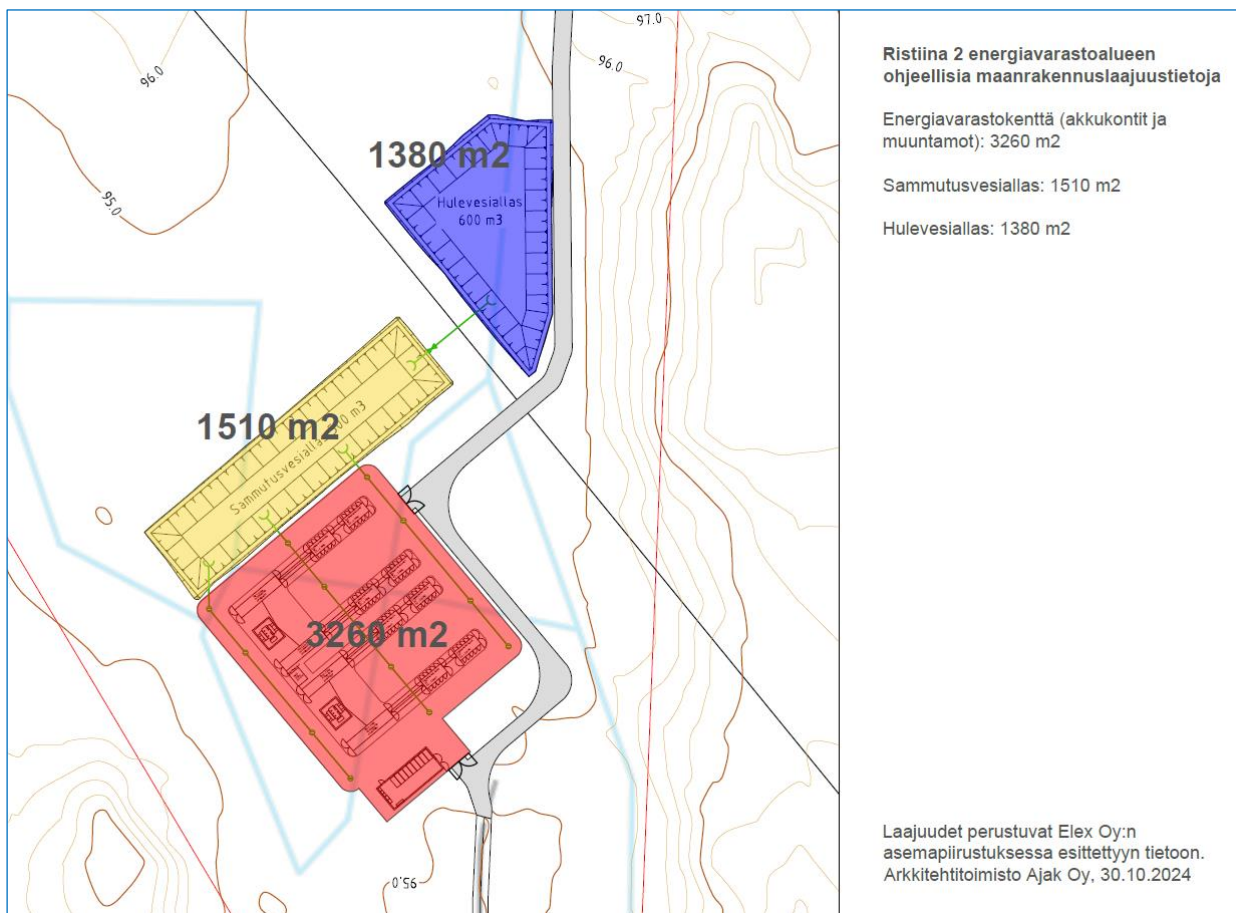 97.0
96.0
96.0
95.0
1380 m2
Hulevesiallas
600 m3
1510 m2
Sammutusvesiallas
m3
3260 m2
95.0
Ristiina 2 energiavarastoalueen
ohjeellisia maanrakennuslaajuustietoja
Energiavarastokenttä (akkukontit ja
muuntamot): 3260 m2
Sammutusvesiallas: 1510 m2
Hulevesiallas: 1380 m2
Laajuudet perustuvat Elex Oy:n
asemapiirustuksessa esittettyyn tietoon.
Arkkitehtitoimisto Ajak Oy, 30.10.2024